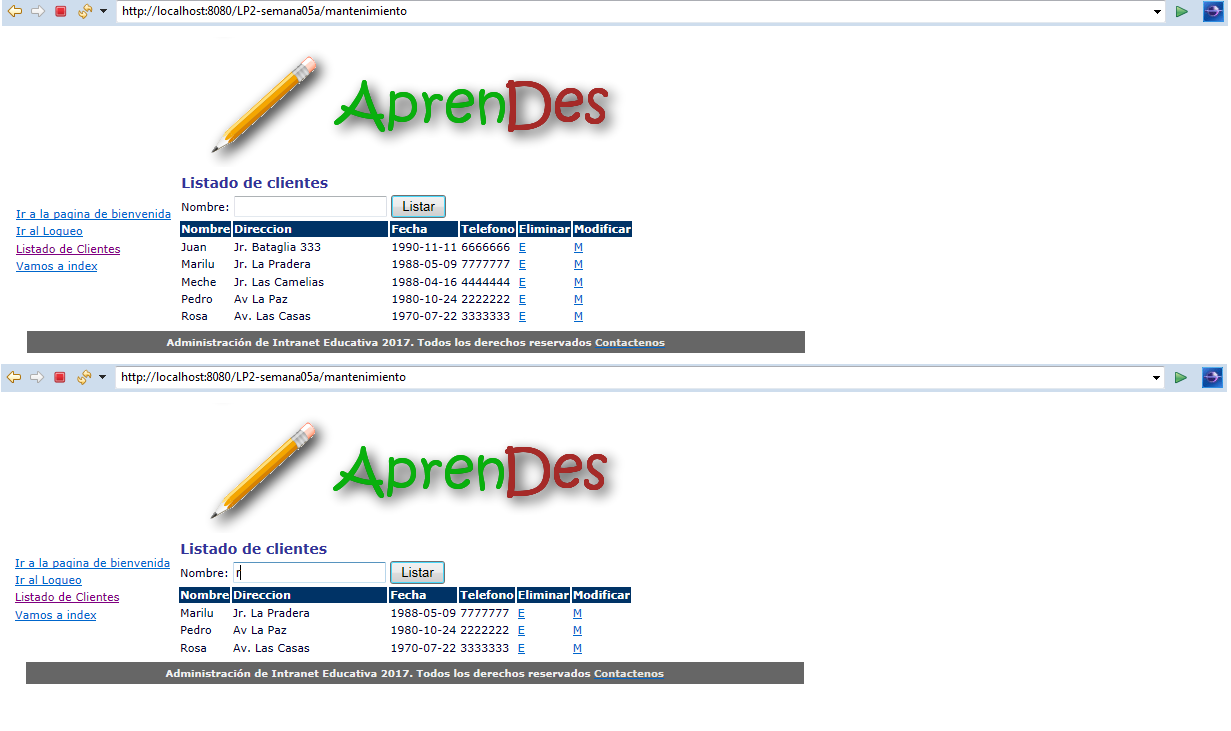 http://localhost:8080/LP2-semana05a/mantenimiento
AprenDes
Listado de clientes
Nombre: Listar
Ir a la pagina de bienvenida
Ir al Logueo
Listado de Clientes
Vamos a index
Nombre Direccion Fecha Telefono Eliminar Modificar
Juan Jr. Bataglia 333 1990-11-11 6666666 E M
Marilu Jr. La Pradera 1988-05-09 7777777 E M
Meche Jr. Las Camelias 1988-04-16 4444444 E M
Pedro Av La Paz 1980-10-24 2222222 E M
Rosa Av. Las Casas 1970-07-22 3333333 E M
Administración de Intranet Educativa 2017. Todos los derechos reservados Contactenos
http://localhost:8080/LP2-semana05a/mantenimiento
AprenDes
Listado de clientes
Nombre: r Listar
Ir a la pagina de bienvenida
Ir al Logueo
Listado de Clientes
Vamos a index
Nombre Direccion Fecha Telefono Eliminar Modificar
Marilu Jr. La Pradera 1988-05-09 7777777 E M
Pedro Av La Paz 1980-10-24 2222222 E M
Rosa Av. Las Casas 1970-07-22 3333333 E M
Administración de Intranet Educativa 2017. Todos los derechos reservados Contactenos